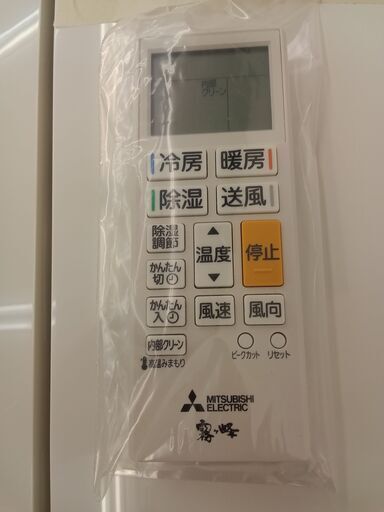 内部
クリーン
冷房
暖房
除湿
送風
除湿
調節
温度
停止
かんたん
切
かんたん
入
風速
風向
内部クリーン
ピークカット
リセット
高温みまもり
MITSUBISHI
ELECTRIC
霧ヶ峰